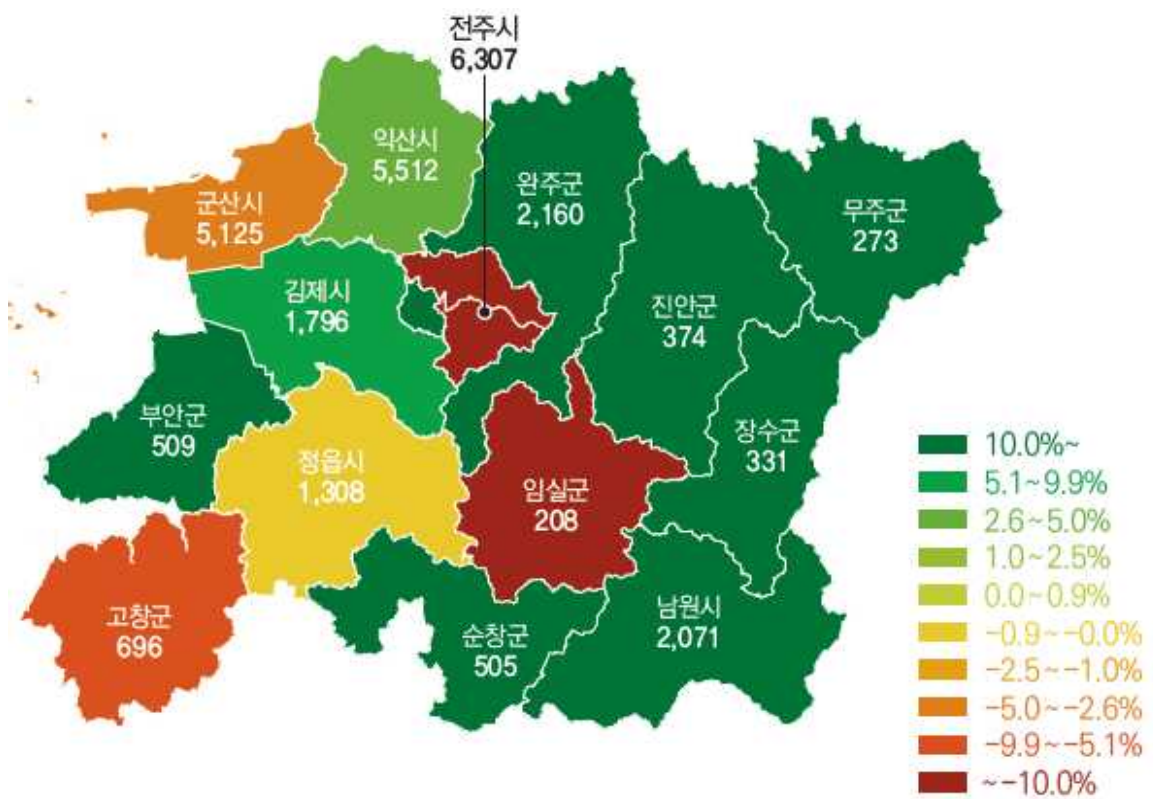 전주시
6,307
익산시
5,512
완주군
2,160
무주군
273
군산시
5,125
김제시
1,796
진안군
374
부안군
509
장수군
331
정읍시
1,308
임실군
208
고창군
696
순창군
505
남원시
2,071
10.0%~
5.1~9.9%
2.6~5.0%
1.0~2.5%
0.0~0.9%
-0.9~-0.0%
-2.5~-1.0%
-5.0~-2.6%
-9.9~-5.1%
~-10.0%